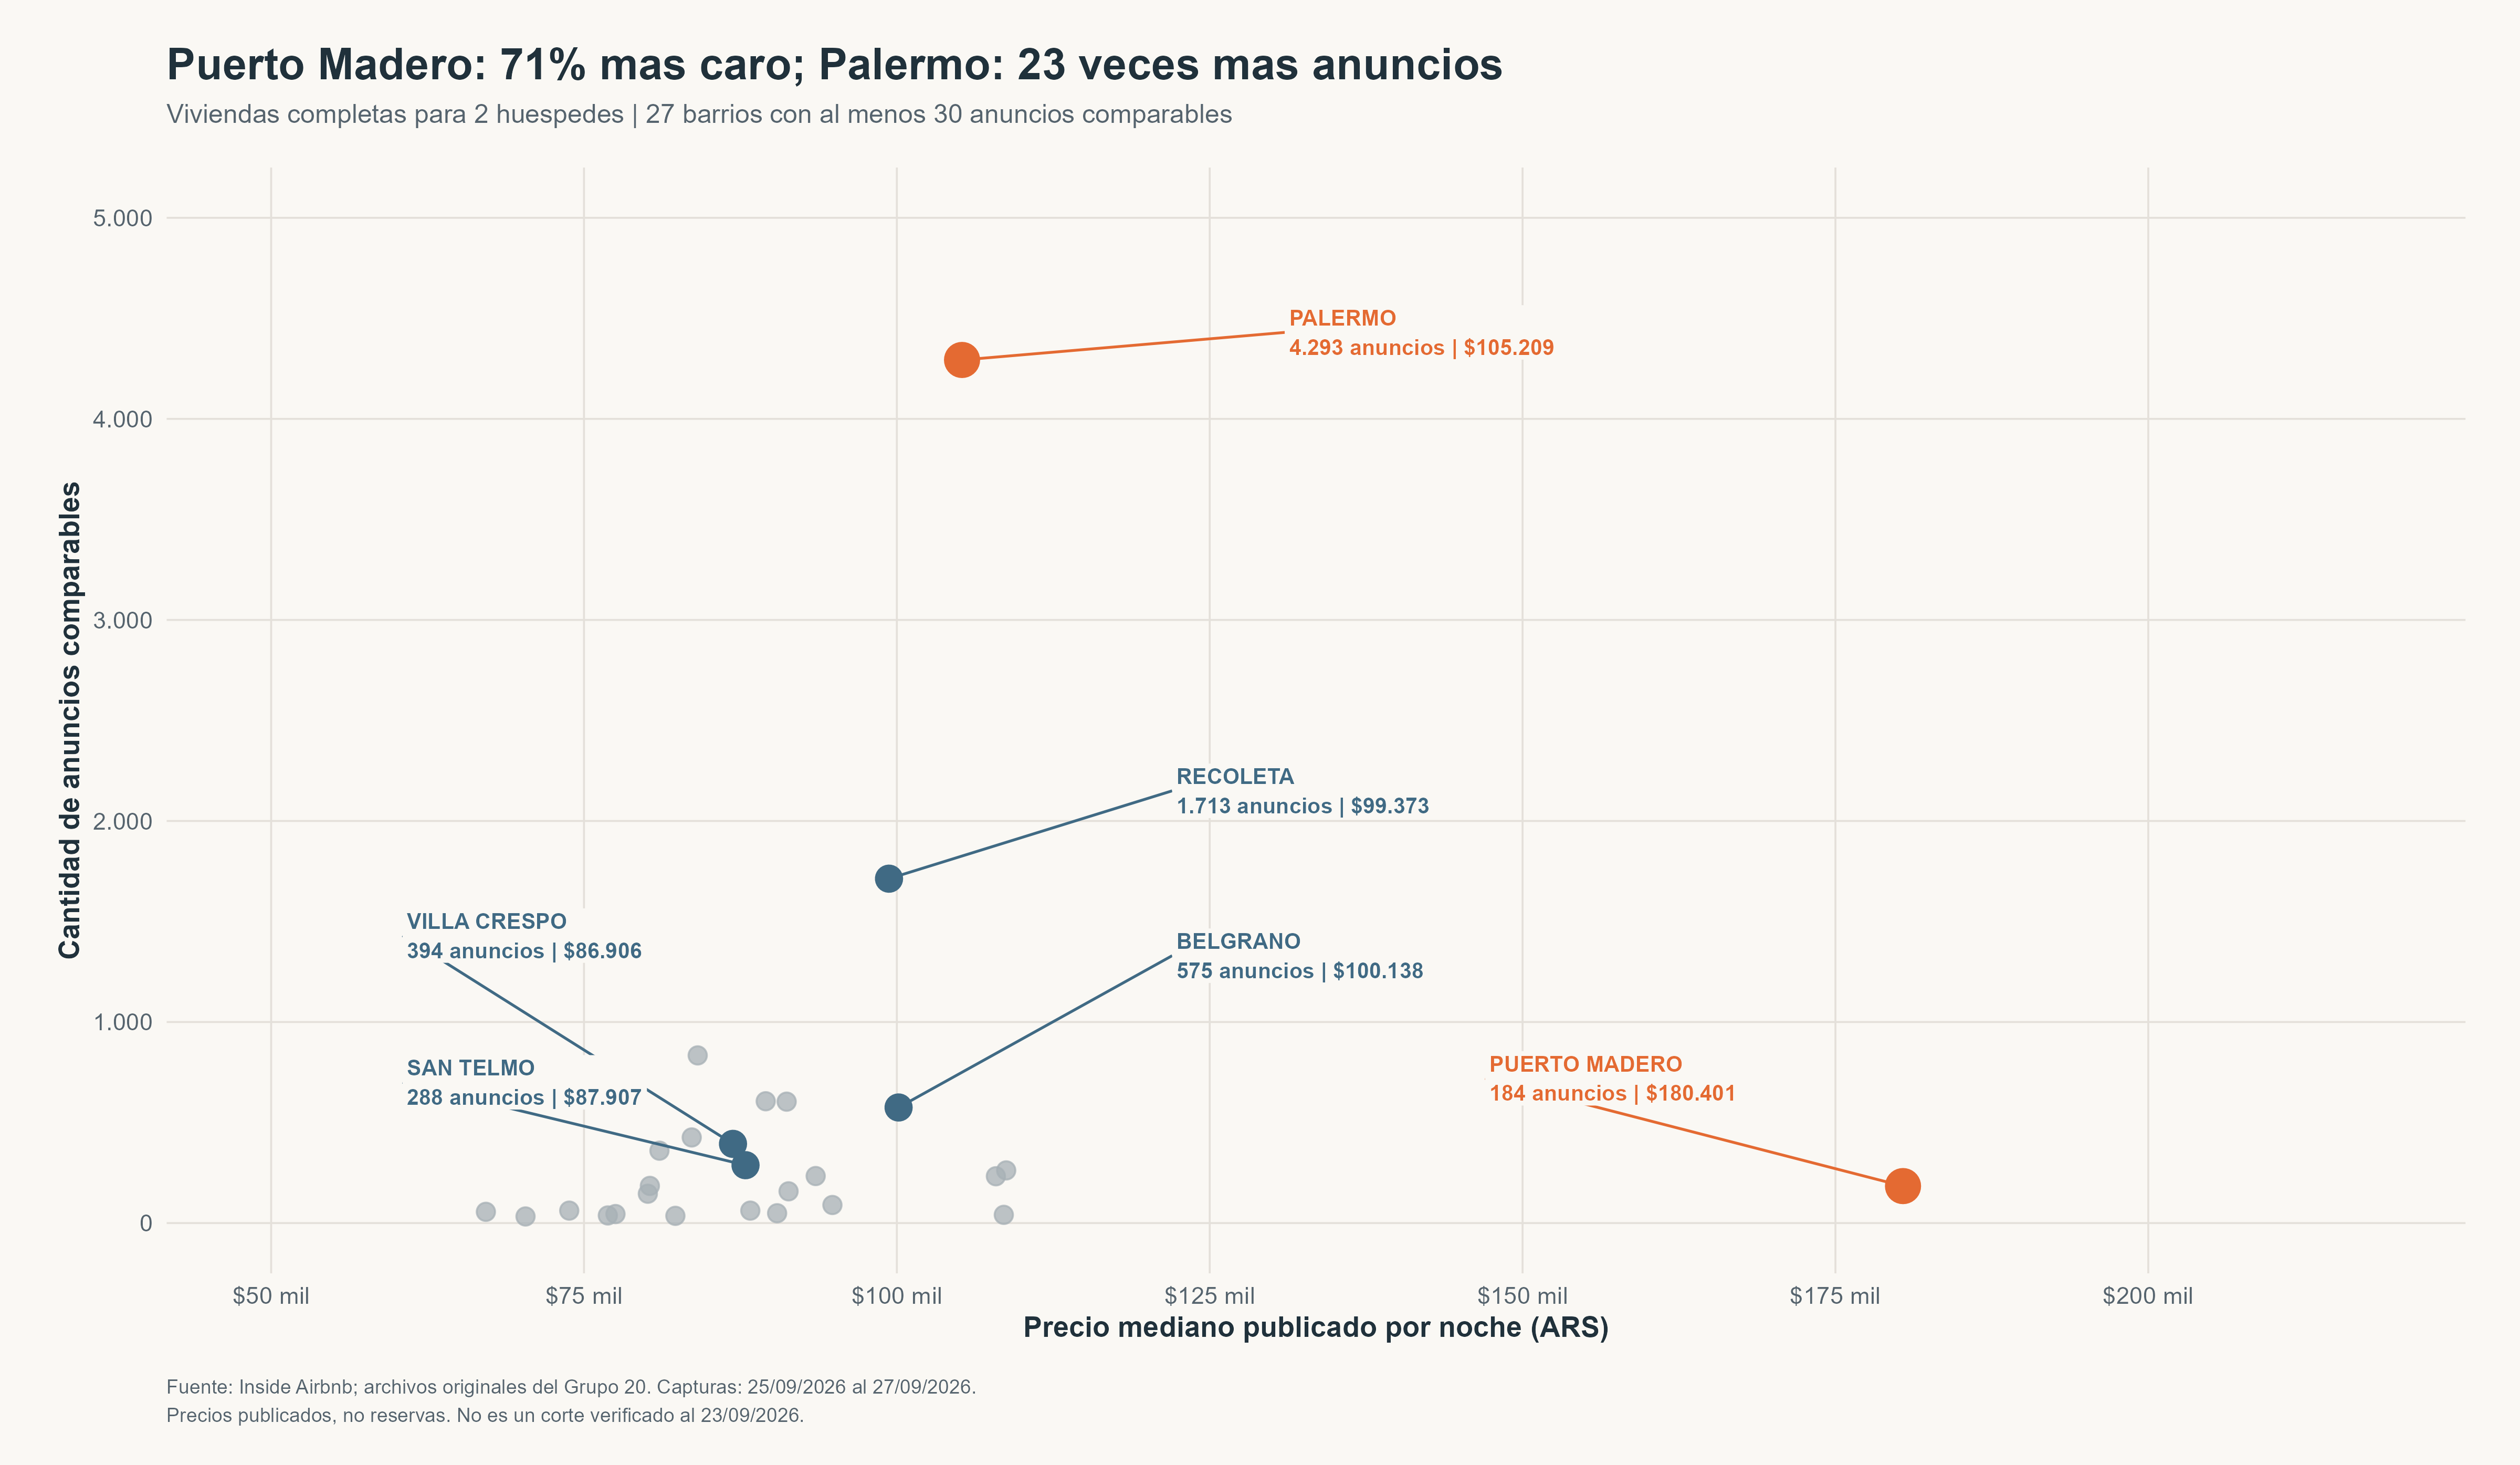 Puerto Madero: 71% mas caro; Palermo: 23 veces mas anuncios
Viviendas completas para 2 huespedes | 27 barrios con al menos 30 anuncios comparables
Cantidad de anuncios comparables
5.000
4.000
3.000
2.000
1.000
0
PALERMO
4.293 anuncios | $105.209
RECOLETA
1.713 anuncios | $99.373
VILLA CRESPO
394 anuncios | $86.906
BELGRANO
575 anuncios | $100.138
SAN TELMO
288 anuncios | $87.907
PUERTO MADERO
184 anuncios | $180.401
$50 mil
$75 mil
$100 mil
$125 mil
$150 mil
$175 mil
$200 mil
Precio mediano publicado por noche (ARS)
Fuente: Inside Airbnb; archivos originales del Grupo 20. Capturas: 25/09/2026 al 27/09/2026.
Precios publicados, no reservas. No es un corte verificado al 23/09/2026.